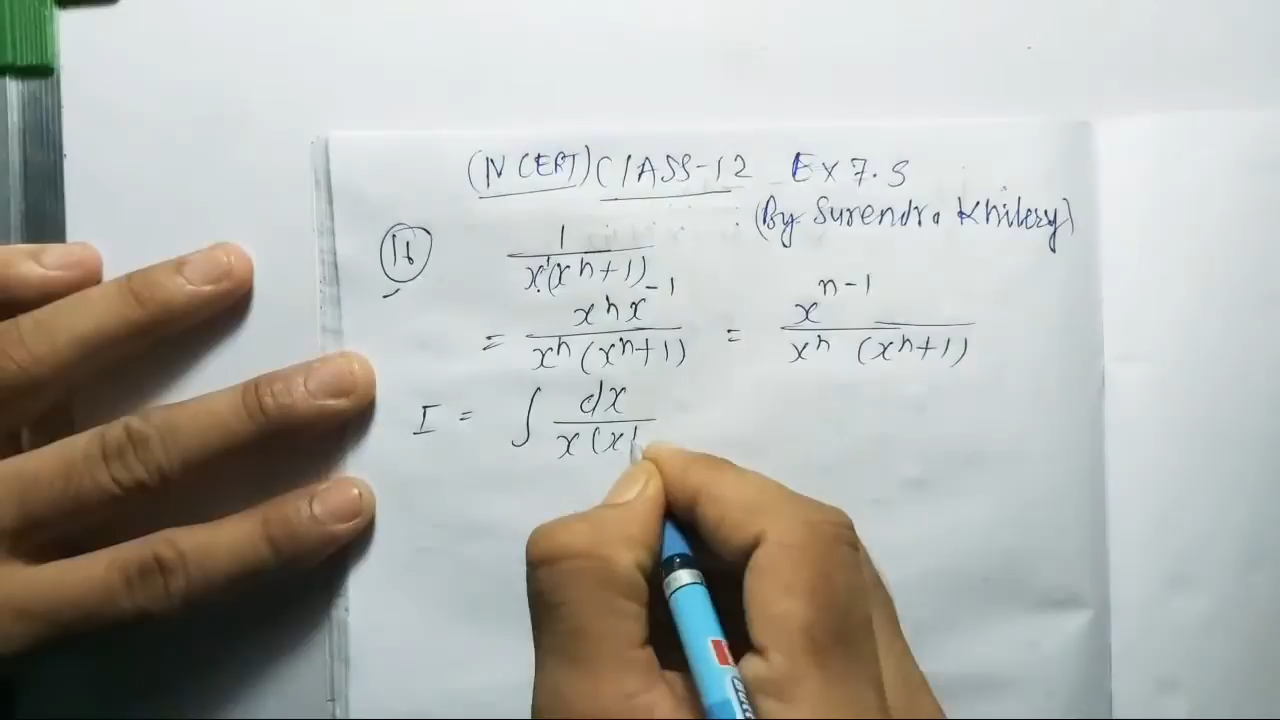 (NCERT) CLASS-12 Ex 7.5
(By Surendra Khilery)
16 1/x(xⁿ+1)
= xⁿx⁻¹/xⁿ(xⁿ+1) = xⁿ⁻¹/xⁿ (xⁿ+1)
I = ∫ dx/x(x